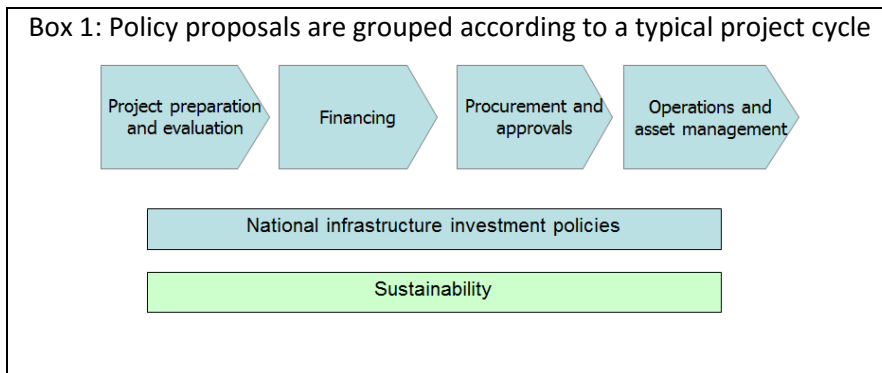 Box 1: Policy proposals are grouped according to a typical project cycle
Project preparation
and evaluation
Financing
Procurement and
approvals
Operations and
asset management
National infrastructure investment policies
Sustainability